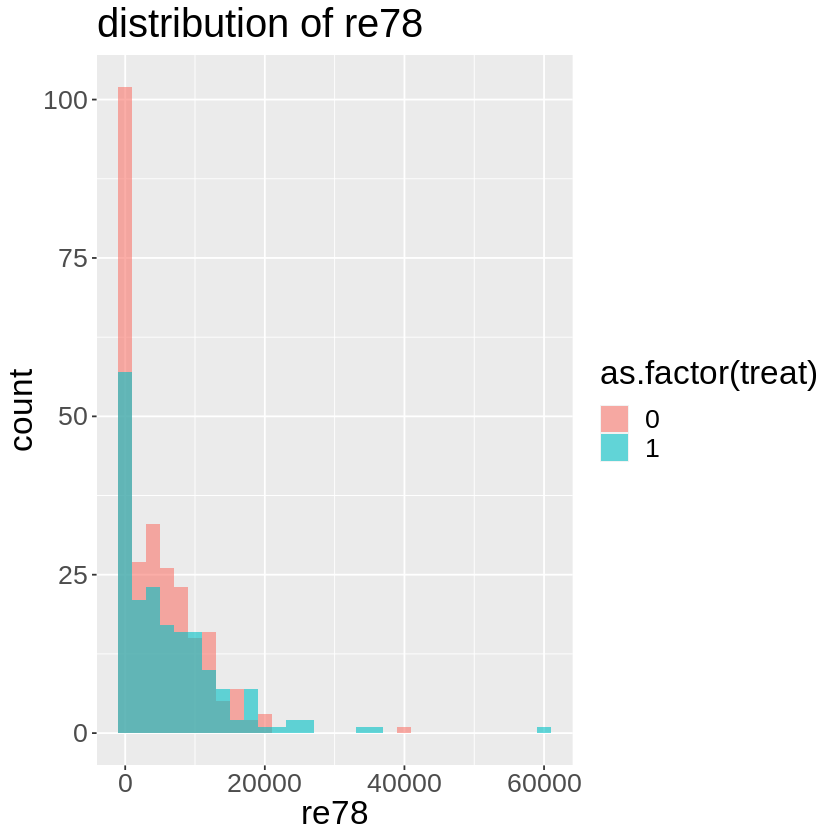 distribution of re78
100
75
50
25
0
count
0
20000
40000
60000
re78
as.factor(treat)
0
1